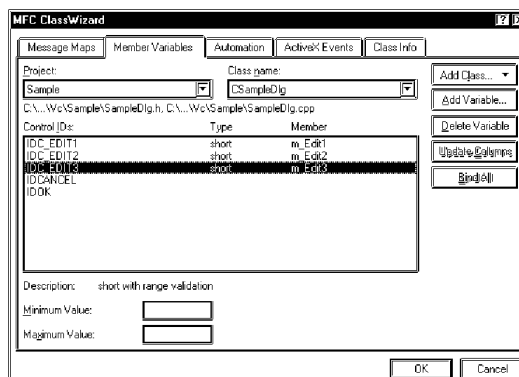 MFC ClassWizard
Message Maps Member Variables Automation ActiveX Events Class Info
Project: Class name:
Sample CSampleDlg
Add Class...
C:\...\Vc\Sample\SampleDlg.h, C:\...\Vc\Sample\SampleDlg.cpp
Add Variable...
Control IDs: Type Member
Delete Variable
IDC_EDIT1 short m_Edit1
IDC_EDIT2 short m_Edit2
Update Columns
IDC_EDIT3 short m_Edit3
IDCANCEL
Bind All
IDOK
Description: short with range validation
Minimum Value:
Maximum Value:
OK Cancel